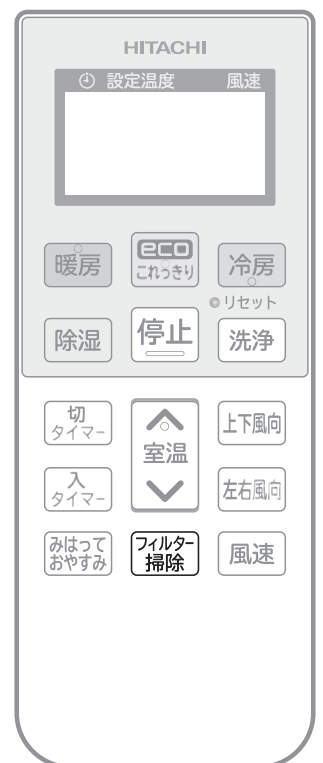 HITACHI
設定温度 風速
暖房
eco
これっきり
冷房
リセット
除湿
停止
洗浄
切
タイマー
室温
上下風向
入
タイマー
左右風向
みはって
おやすみ
フィルター
掃除
風速